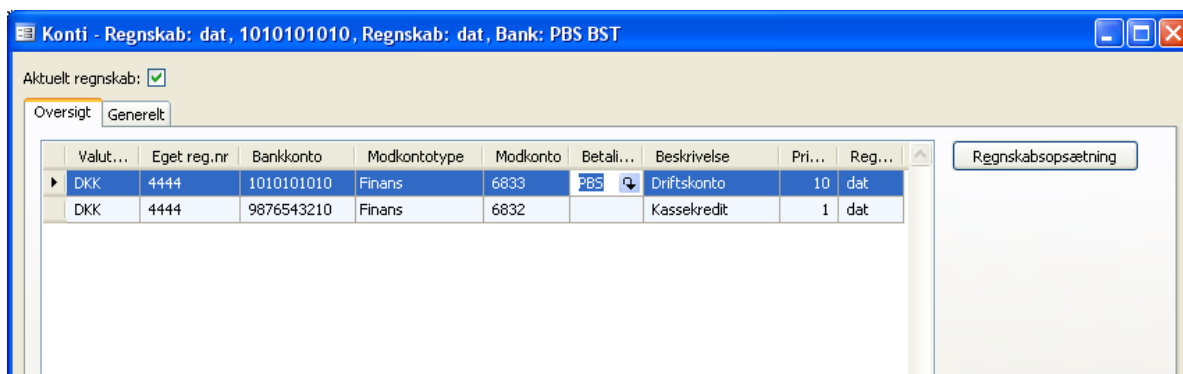 Konti - Regnskab: dat, 1010101010, Regnskab: dat, Bank: PBS BST
Aktuelt regnskab:
Oversigt Generelt
Valut... Eget reg.nr Bankkonto Modkontotype Modkonto Betali... Beskrivelse Pri... Reg... Regnskabsopsætning
DKK 4444 1010101010 Finans 6833 PBS Driftskonto 10 dat
DKK 4444 9876543210 Finans 6832 Kassekredit 1 dat